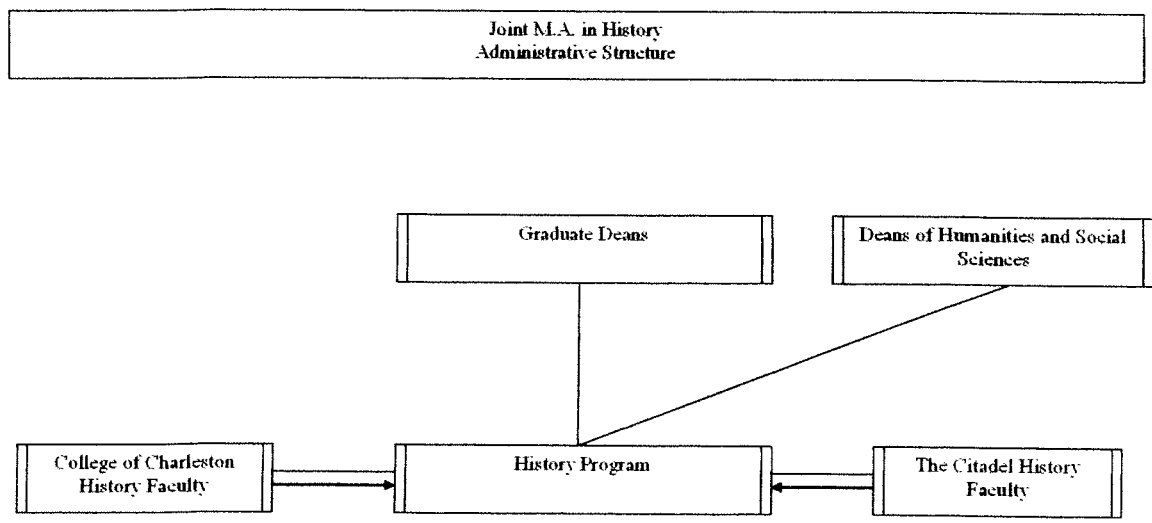 Joint M.A. in History
Administrative Structure
Graduate Deans
Deans of Humanities and Social
Sciences
College of Charleston
History Faculty
History Program
The Citadel History
Faculty